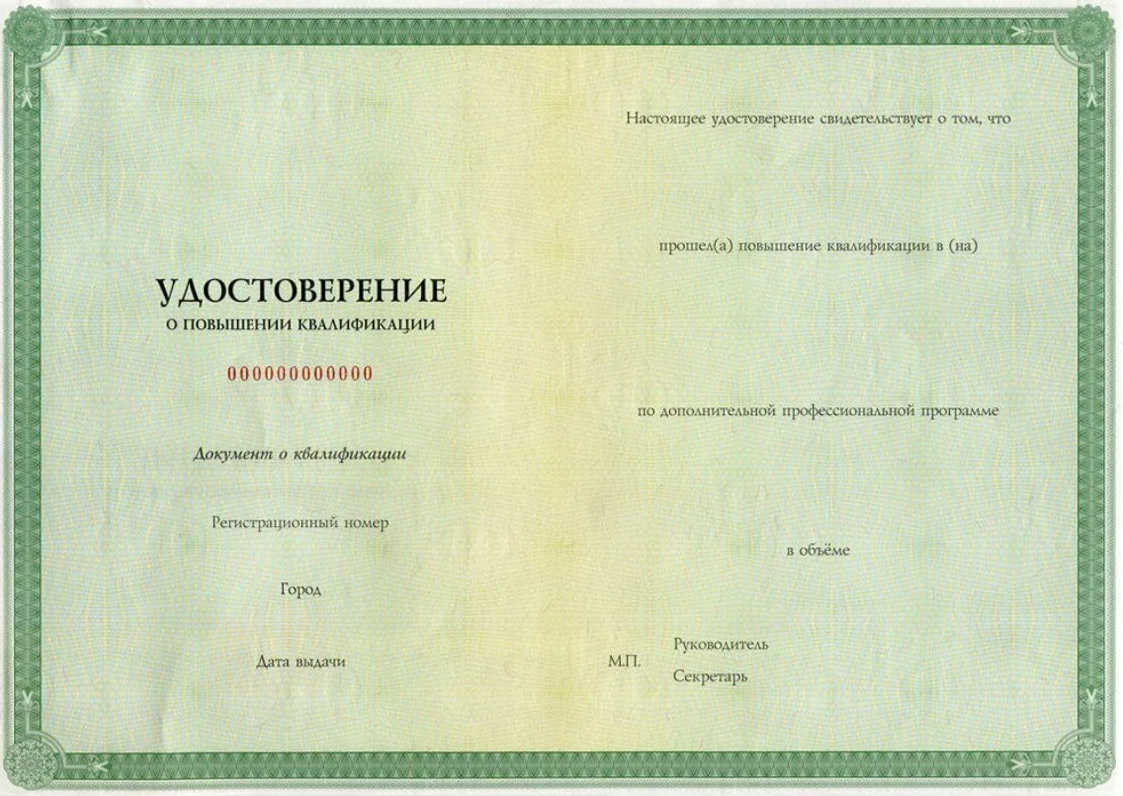 УДОСТОВЕРЕНИЕ
О ПОВЫШЕНИИ КВАЛИФИКАЦИИ
000000000000
Документ о квалификации
Регистрационный номер
Город
Дата выдачи
Настоящее удостоверение свидетельствует о том, что
прошел(а) повышение квалификации в (на)
по дополнительной профессиональной программе
в объёме
М.П.
Руководитель
Секретарь